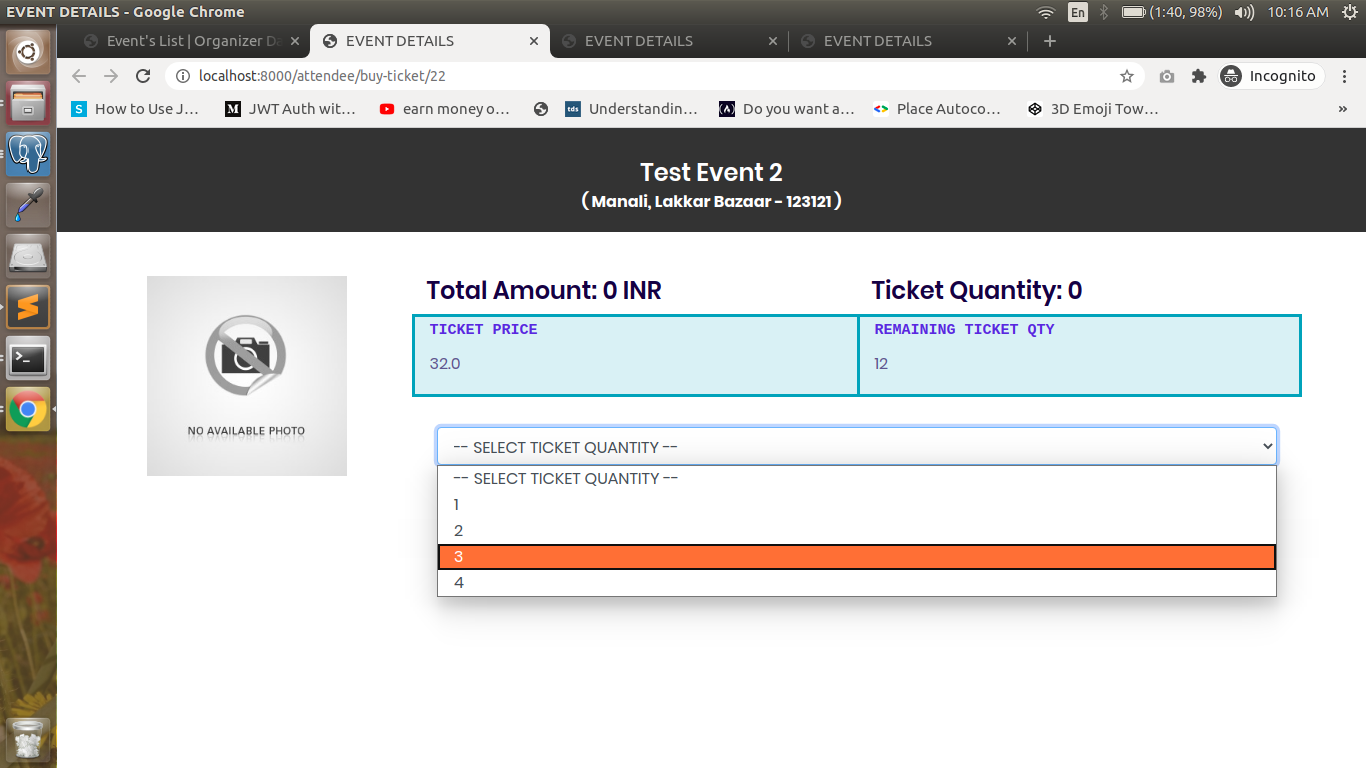 EVENT DETAILS - Google Chrome
En
(1:40, 98%)
10:16 AM
Event's List | Organizer Da
EVENT DETAILS
EVENT DETAILS
EVENT DETAILS
localhost:8000/attendee/buy-ticket/22
Incognito
S How to Use J...
M JWT Auth wit...
earn money o...
tds Understandin...
Do you want a...
Place Autoco...
3D Emoji Tow...
»
Test Event 2
( Manali, Lakkar Bazaar - 123121 )
NO AVAILABLE PHOTO
Total Amount: 0 INR
Ticket Quantity: 0
TICKET PRICE
REMAINING TICKET QTY
32.0
12
-- SELECT TICKET QUANTITY --
-- SELECT TICKET QUANTITY --
1
2
3
4